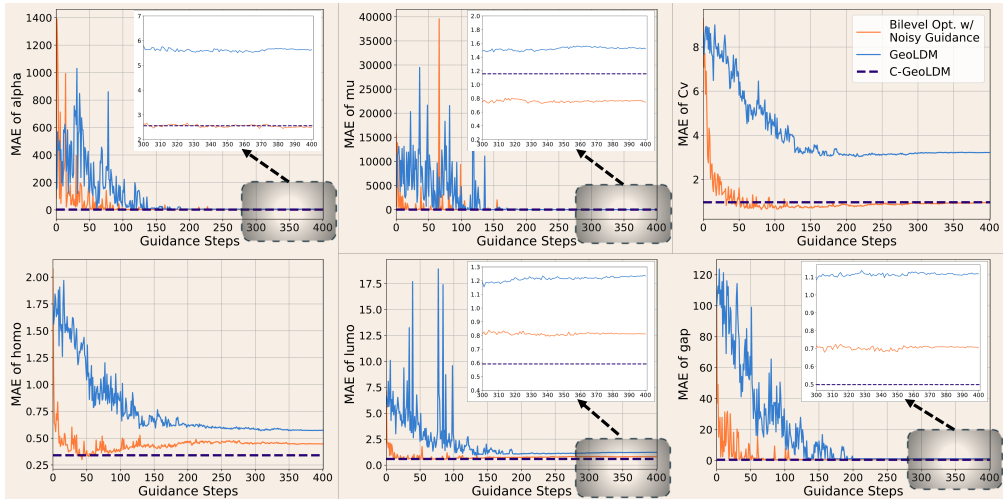 MAE of alpha
1400
1200
1000
800
600
400
200
0
0 50 100 150 200 250 300 350 400
Guidance Steps
7
6
5
4
3
2
300 310 320 330 340 350 360 370 380 390 400
MAE of mu
40000
35000
30000
25000
20000
15000
10000
5000
0
0 50 100 150 200 250 300 350 400
Guidance Steps
2.0
1.8
1.6
1.4
1.2
1.0
0.8
0.6
0.4
0.2
300 310 320 330 340 350 360 370 380 390 400
MAE of Cv
8
6
4
2
0 50 100 150 200 250 300 350 400
Guidance Steps
Bilevel Opt. w/
Noisy Guidance
GeoLDM
C-GeoLDM
MAE of homo
2.00
1.75
1.50
1.25
1.00
0.75
0.50
0.25
0 50 100 150 200 250 300 350 400
Guidance Steps
MAE of lumo
17.5
15.0
12.5
10.0
7.5
5.0
2.5
0.0
0 50 100 150 200 250 300 350 400
Guidance Steps
1.3
1.2
1.1
1.0
0.9
0.8
0.7
0.6
0.5
0.4
300 310 320 330 340 350 360 370 380 390 400
MAE of gap
120
100
80
60
40
20
0
0 50 100 150 200 250 300 350 400
Guidance Steps
1.1
1.0
0.9
0.8
0.7
0.6
0.5
300 310 320 330 340 350 360 370 380 390 400